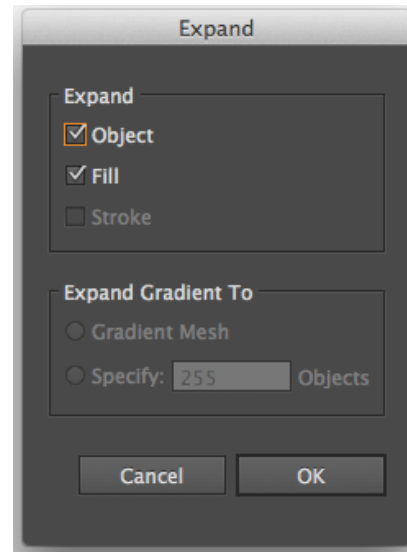 Expand
Expand
Object
Fill
Stroke
Expand Gradient To
Gradient Mesh
Specify: 255 Objects
Cancel OK